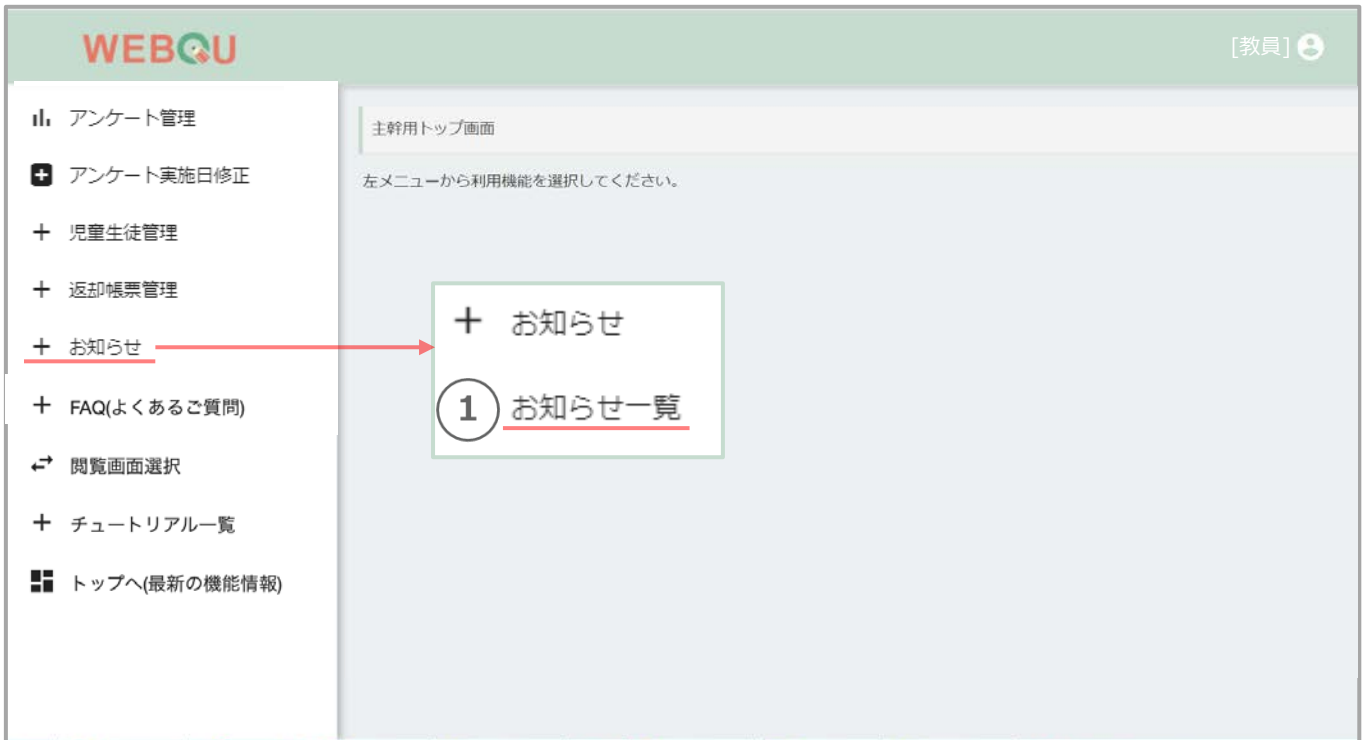 WEBQU
[教員]
アンケート管理
アンケート実施日修正
児童生徒管理
返却帳票管理
お知らせ
FAQ(よくあるご質問)
閲覧画面選択
チュートリアル一覧
トップへ(最新の機能情報)
主幹用トップ画面
左メニューから利用機能を選択してください。
お知らせ
1 お知らせ一覧